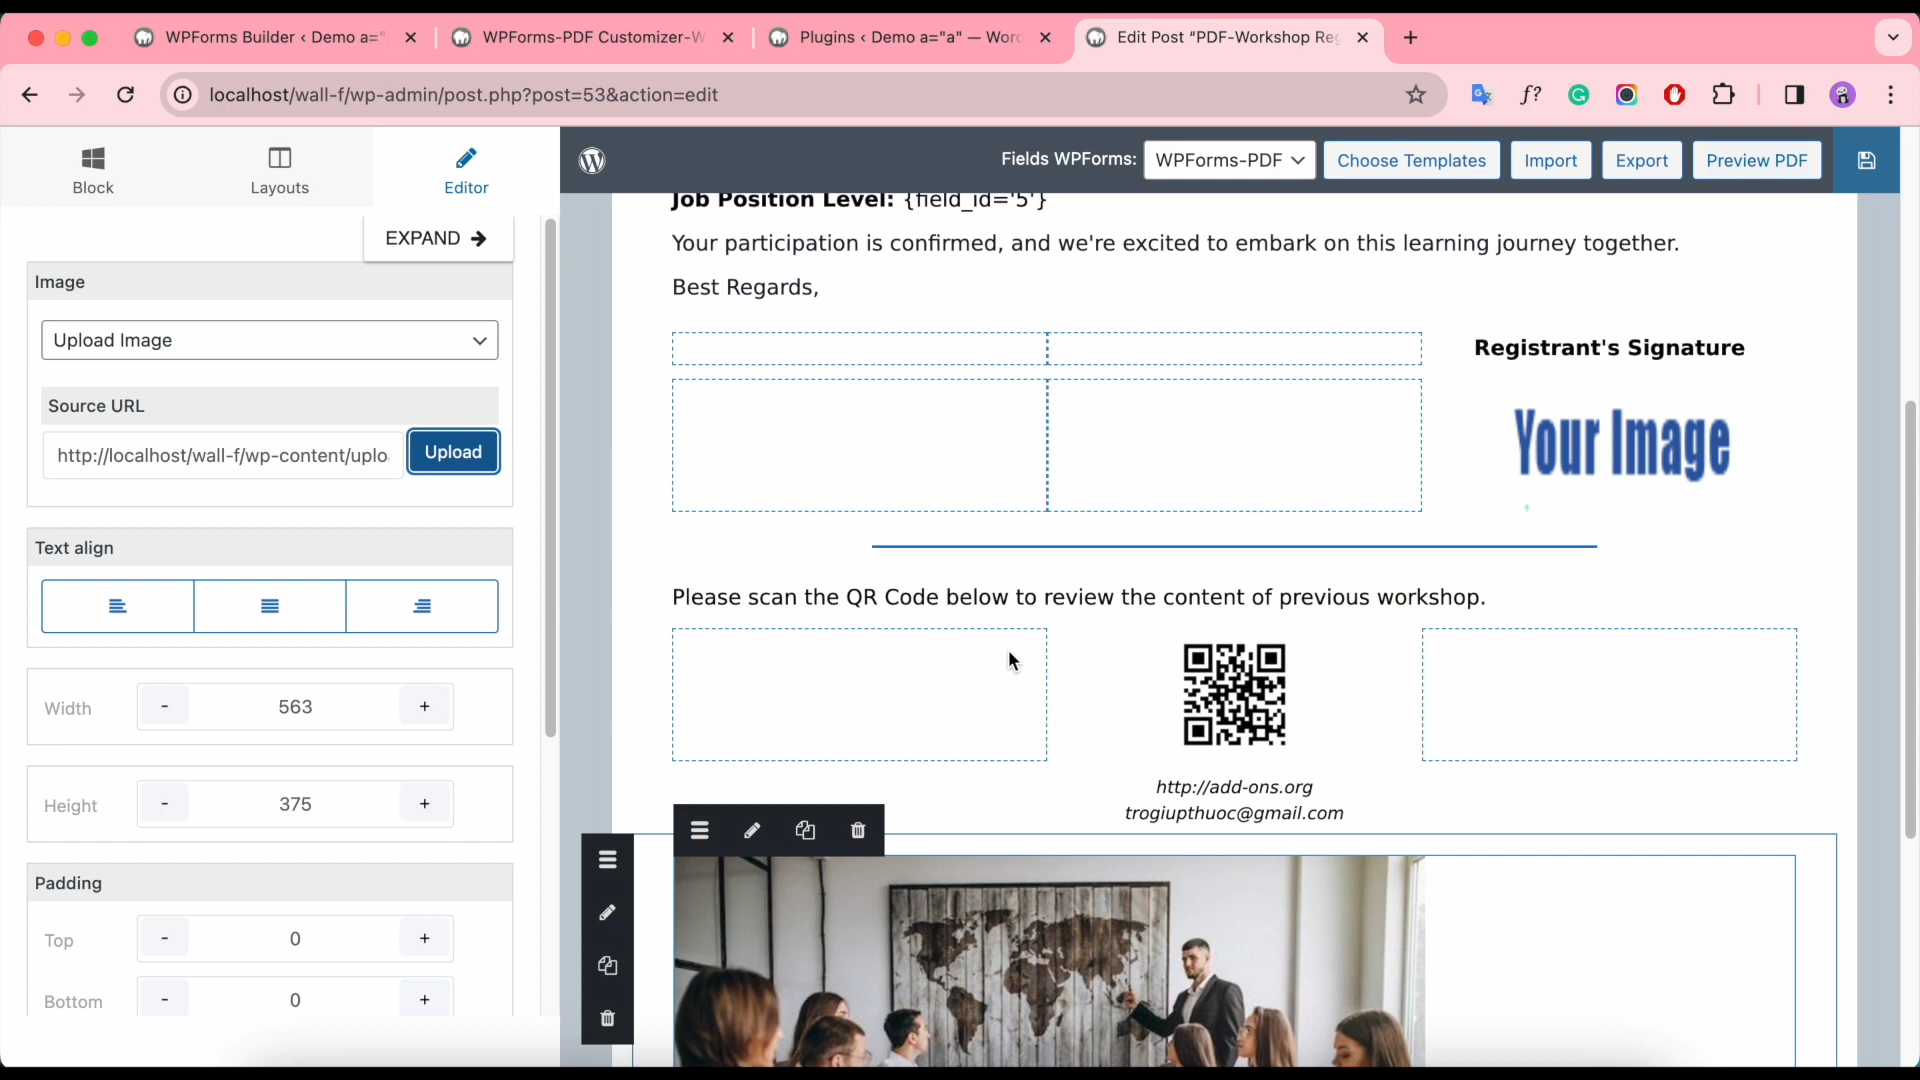 WPForms Builder ‹ Demo a="
WPForms-PDF Customizer-W
Plugins ‹ Demo a="a" — Worc
Edit Post "PDF-Workshop Reg
localhost/wall-f/wp-admin/post.php?post=53&action=edit
f?
Block
Layouts
Editor
Fields WPForms:
WPForms-PDF
Choose Templates
Import
Export
Preview PDF
EXPAND
Image
Upload Image
Source URL
http://localhost/wall-f/wp-content/uplo
Upload
Text align
Width
-
563
+
Height
-
375
+
Padding
Top
-
0
+
Bottom
-
0
+
Job Position Level: {field_id='5'}
Your participation is confirmed, and we're excited to embark on this learning journey together.
Best Regards,
Registrant's Signature
Your Image
Please scan the QR Code below to review the content of previous workshop.
http://add-ons.org
trogiupthuoc@gmail.com